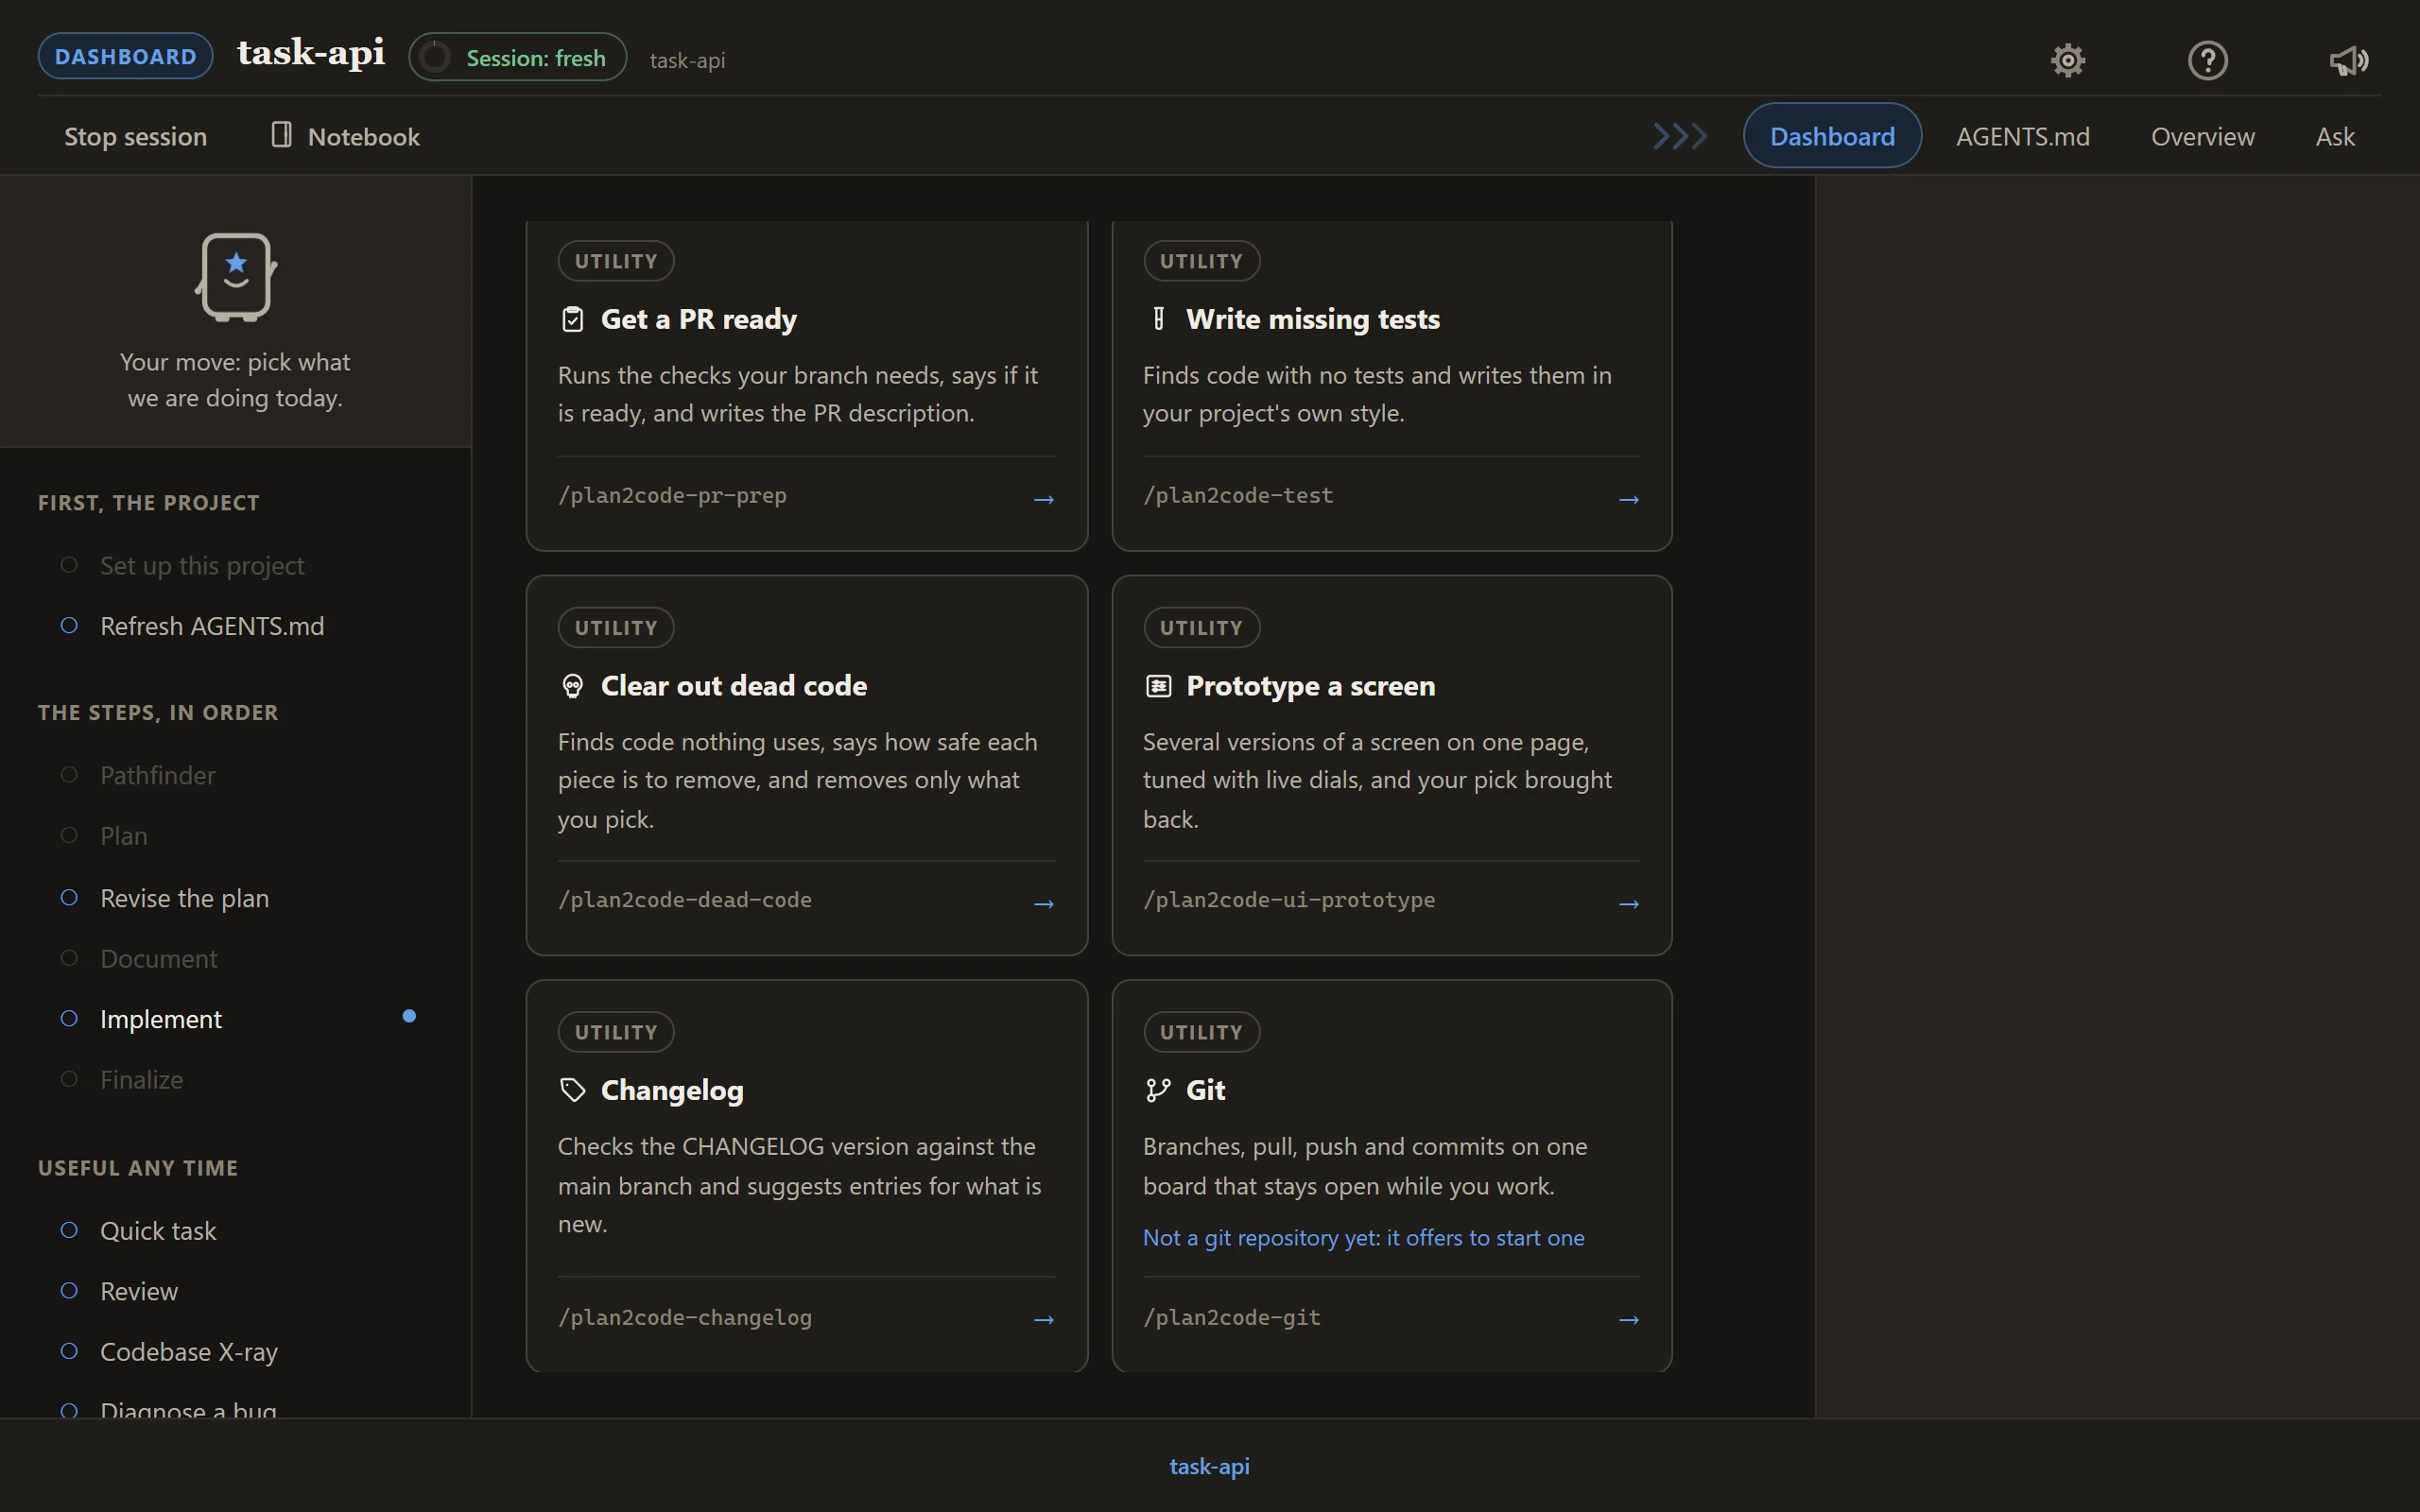 DASHBOARD task-api Session: fresh task-api
Stop session Notebook Dashboard AGENTS.md Overview Ask
Your move: pick what
we are doing today.
FIRST, THE PROJECT
Set up this project
Refresh AGENTS.md
THE STEPS, IN ORDER
Pathfinder
Plan
Revise the plan
Document
Implement
Finalize
USEFUL ANY TIME
Quick task
Review
Codebase X-ray
Diagnose a bug
UTILITY
Get a PR ready
Runs the checks your branch needs, says if it
is ready, and writes the PR description.
/plan2code-pr-prep →
UTILITY
Write missing tests
Finds code with no tests and writes them in
your project's own style.
/plan2code-test →
UTILITY
Clear out dead code
Finds code nothing uses, says how safe each
piece is to remove, and removes only what
you pick.
/plan2code-dead-code →
UTILITY
Prototype a screen
Several versions of a screen on one page,
tuned with live dials, and your pick brought
back.
/plan2code-ui-prototype →
UTILITY
Changelog
Checks the CHANGELOG version against the
main branch and suggests entries for what is
new.
/plan2code-changelog →
UTILITY
Git
Branches, pull, push and commits on one
board that stays open while you work.
Not a git repository yet: it offers to start one
/plan2code-git →
task-api